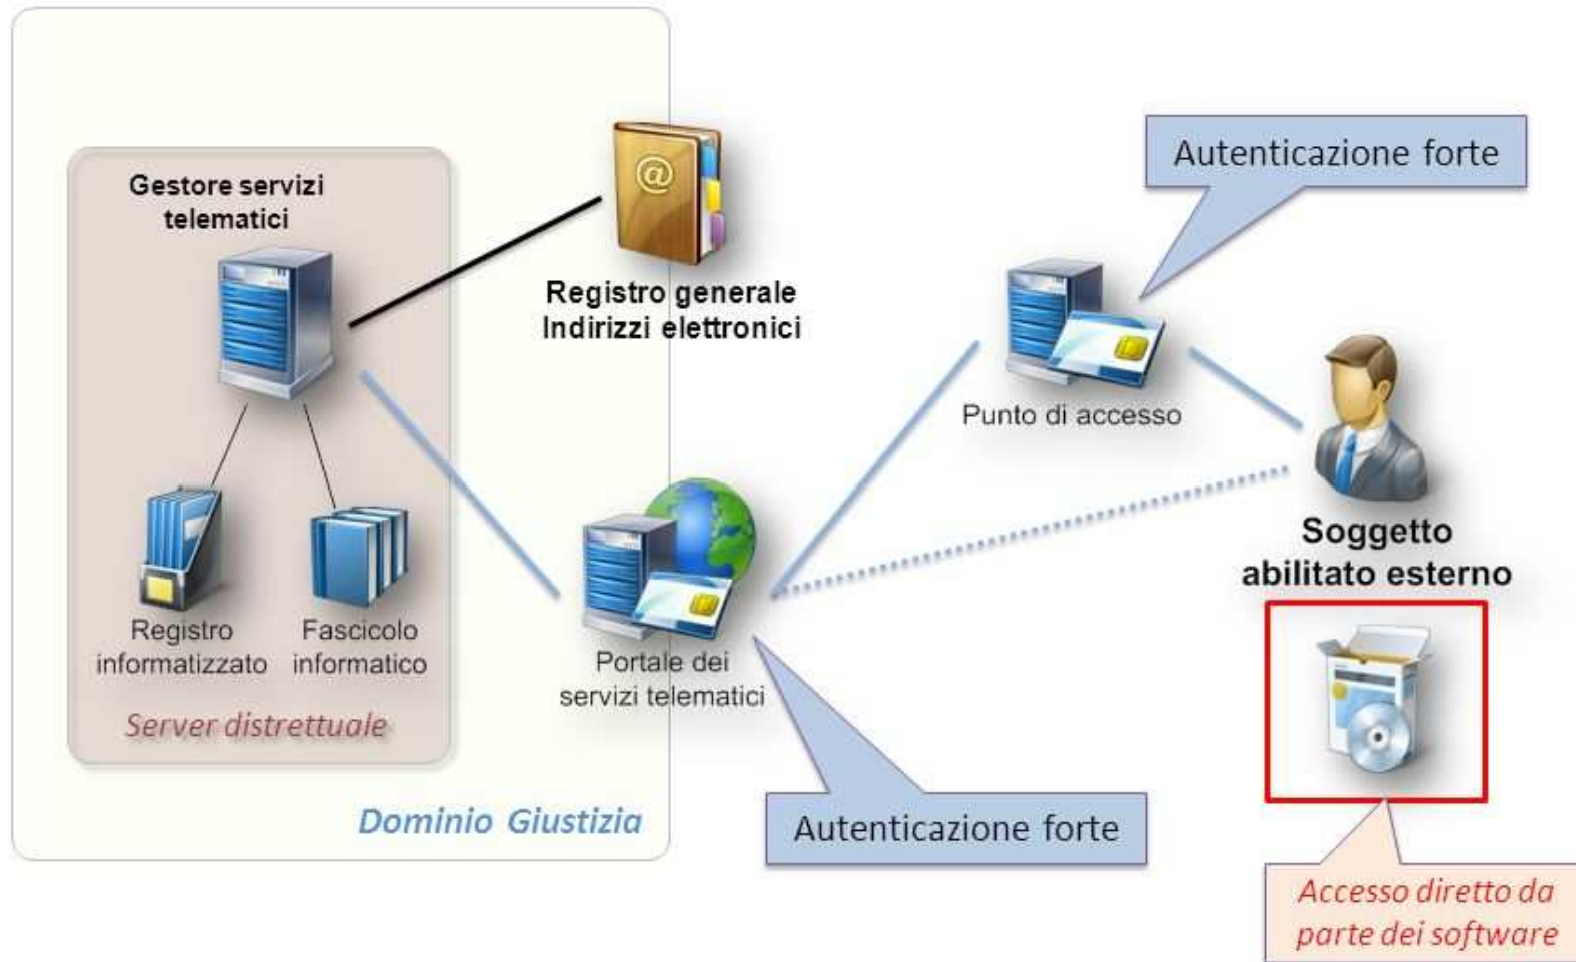 Gestore servizi
telematici
Registro generale
Indirizzi elettronici
Autenticazione forte
Punto di accesso
Soggetto
abilitato esterno
Registro
informatizzato
Fascicolo
informatico
Server distrettuale
Portale dei
servizi telematici
Dominio Giustizia
Autenticazione forte
Accesso diretto da
parte dei software
@